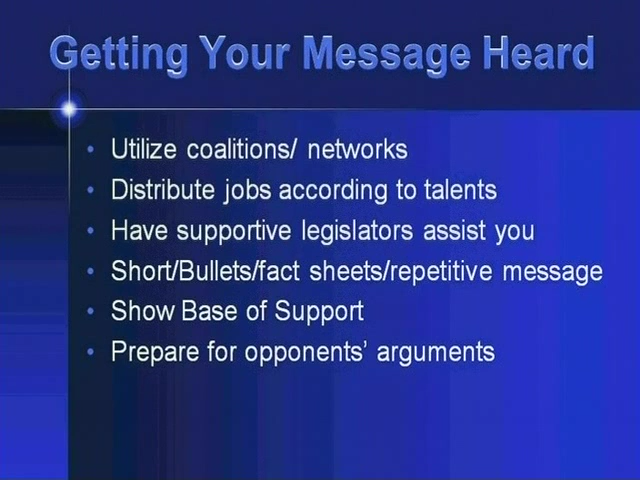 Getting Your Message Heard
• Utilize coalitions/ networks
• Distribute jobs according to talents
• Have supportive legislators assist you
• Short/Bullets/fact sheets/repetitive message
• Show Base of Support
• Prepare for opponents’ arguments